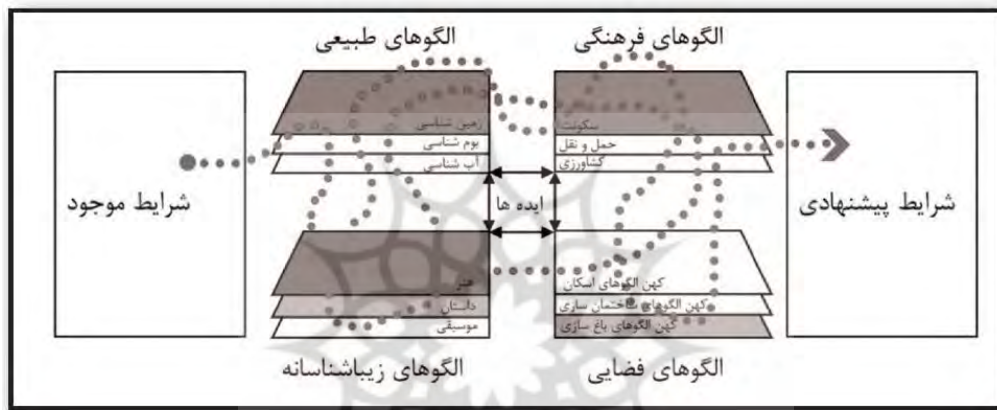 الگوهای فرهنگی
الگوهای طبیعی
سکونت
حمل و نقل
کشاورزی
زمین شناسی
بوم شناسی
آب شناسی
شرایط پیشنهادی
ایده ها
شرایط موجود
کهن الگوهای اسکان
کهن الگوهای ساختمان سازی
کهن الگوهای باغ سازی
هنر
داستان
موسیقی
الگوهای فضایی
الگوهای زیباشناسانه